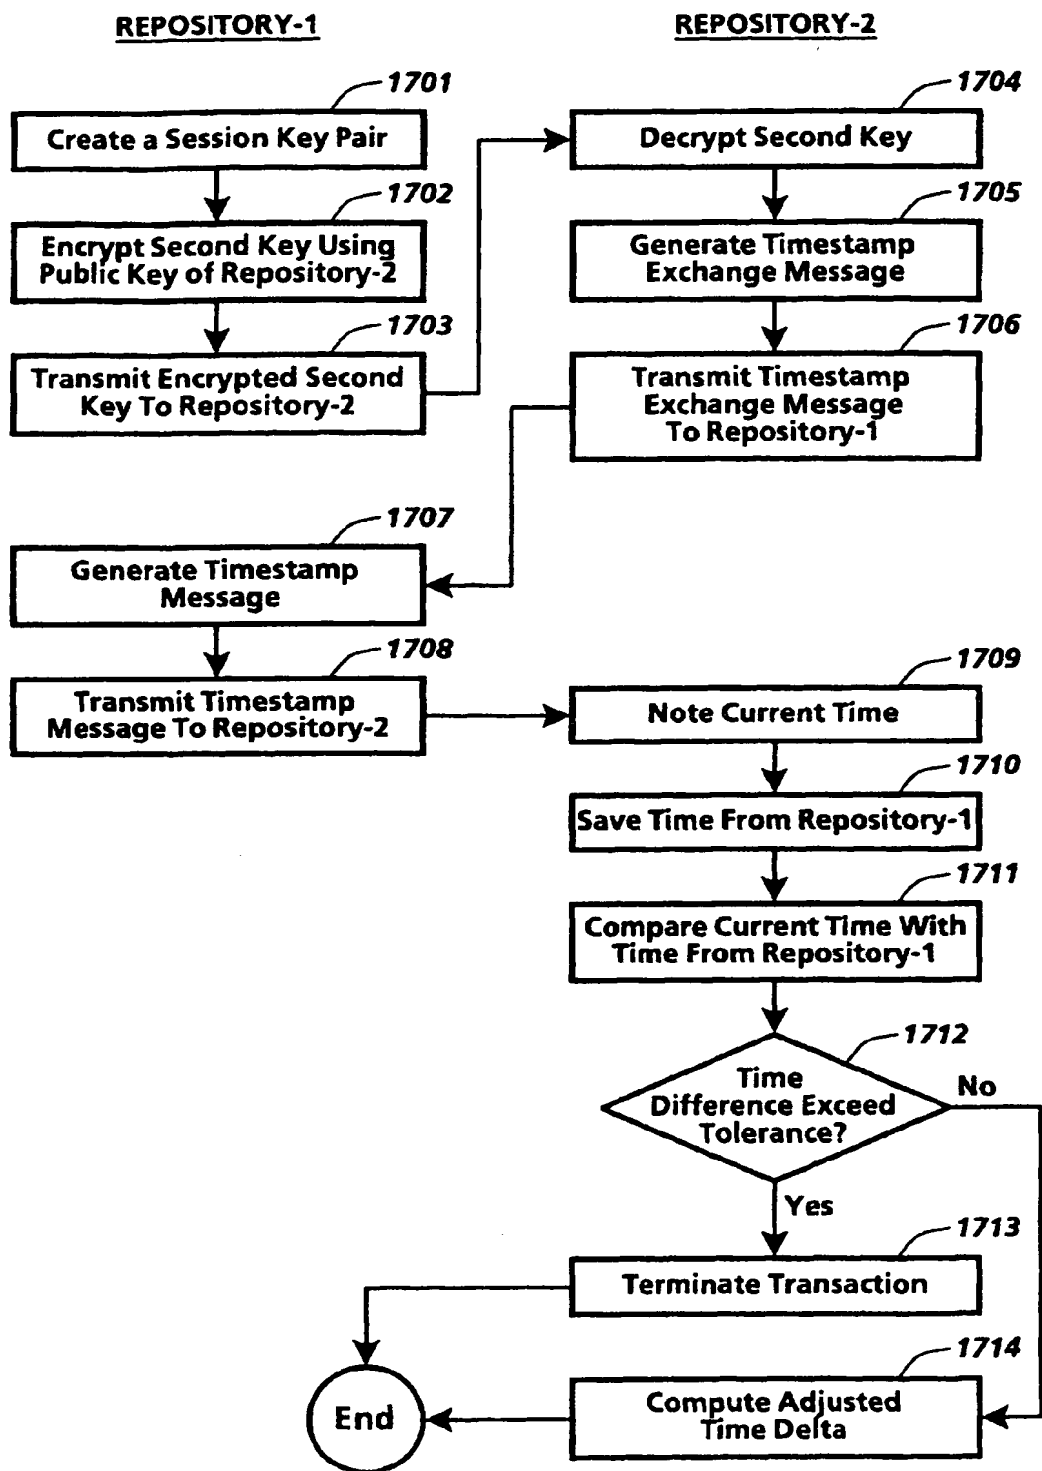 REPOSITORY-1
REPOSITORY-2
1701
Create a Session Key Pair
1702
Encrypt Second Key Using
Public Key of Repository-2
1703
Transmit Encrypted Second
Key To Repository-2
1704
Decrypt Second Key
1705
Generate Timestamp
Exchange Message
1706
Transmit Timestamp
Exchange Message
To Repository-1
1707
Generate Timestamp
Message
1708
Transmit Timestamp
Message To Repository-2
1709
Note Current Time
1710
Save Time From Repository-1
1711
Compare Current Time With
Time From Repository-1
1712
Time
Difference Exceed
Tolerance?
No
Yes
1713
Terminate Transaction
1714
Compute Adjusted
Time Delta
End